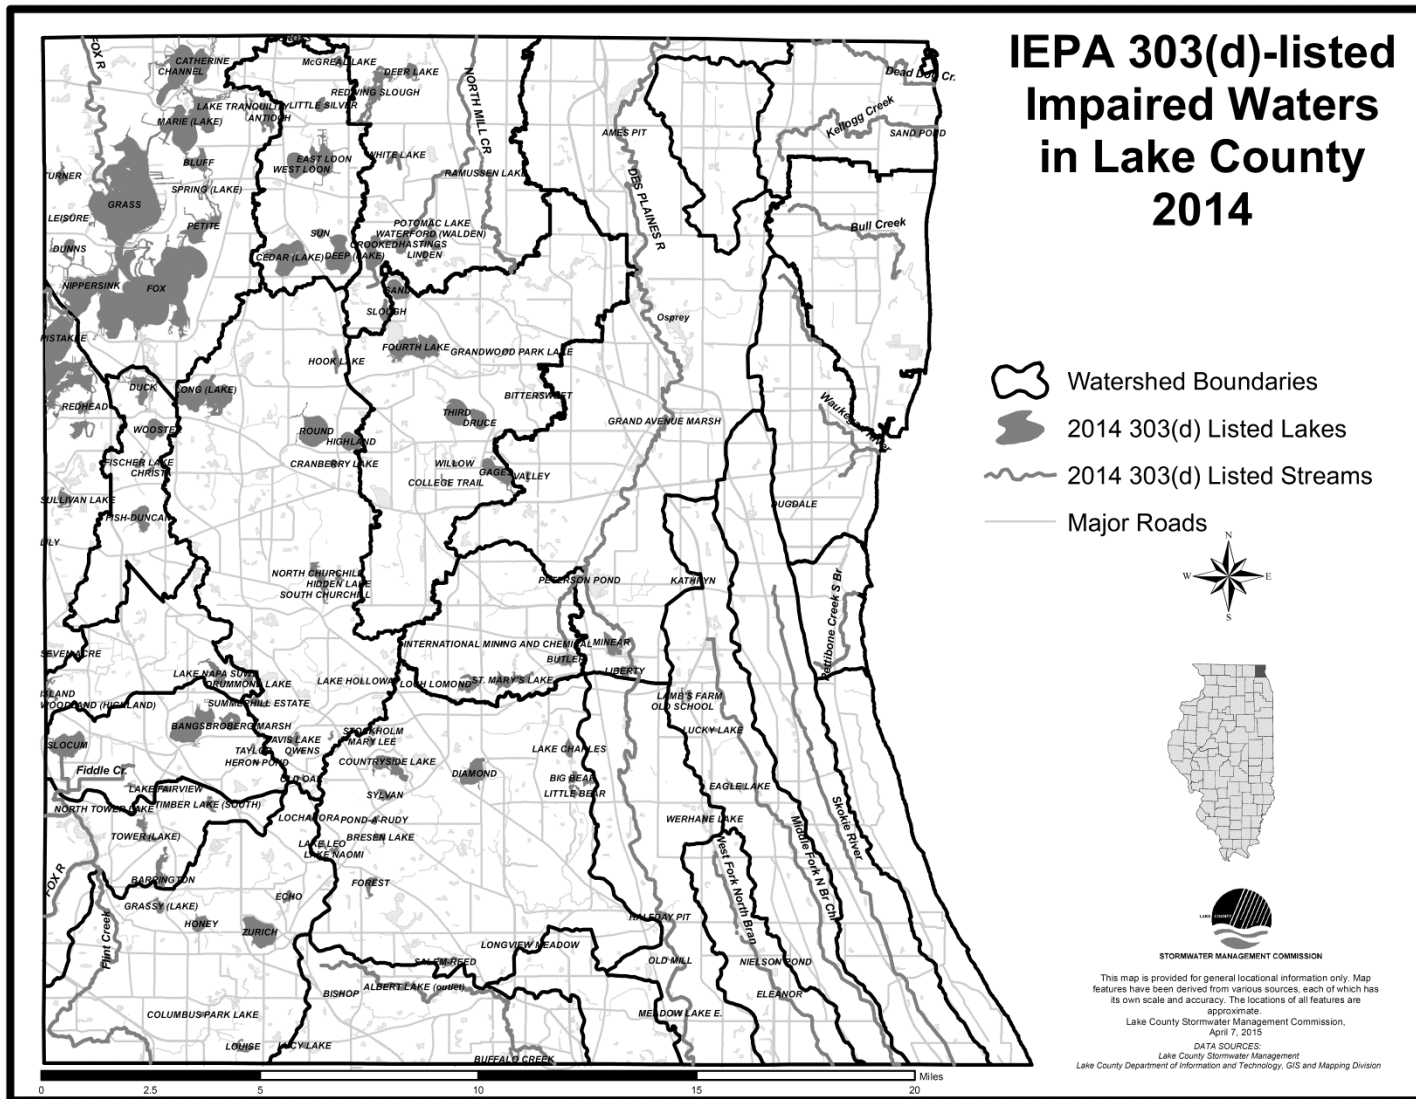 IEPA 303(d)-listed
Impaired Waters
in Lake County
2014
Watershed Boundaries
2014 303(d) Listed Lakes
2014 303(d) Listed Streams
Major Roads
N
W E
S
LAKE COUNTY
STORMWATER MANAGEMENT COMMISSION
This map is provided for general locational information only. Map
features have been derived from various sources, each of which has
its own scale and accuracy. The locations of all features are
approximate.
Lake County Stormwater Management Commission,
April 7, 2015
DATA SOURCES:
Lake County Stormwater Management
Lake County Department of Information and Technology, GIS and Mapping Division
FOX R
CATHERINE
CHANNEL
McGREAL LAKE
DEER LAKE
REDWING SLOUGH
LAKE TRANQUILITY
LITTLE SILVER
ANTIOCH
MARIE (LAKE)
NORTH MILL CR
AMES PIT
Dead Dog Cr.
Kellogg Creek
SAND POND
BLUFF
EAST LOON
WEST LOON
WHITE LAKE
RAMUSSEN LAKE
TURNER
SPRING (LAKE)
GRASS
LEISURE
PETITE
DES PLAINES R
Bull Creek
DUNNS
SUN
POTOMAC LAKE
WATERFORD (WALDEN)
CROOKED
HASTINGS
LINDEN
CEDAR (LAKE)
DEEP (LAKE)
NIPPERSINK
FOX
SAND
SLOUGH
Osprey
PISTAKEE
HOOK LAKE
FOURTH LAKE
GRANDWOOD PARK LAKE
DUCK
LONG (LAKE)
BITTERSWEET
REDHEAD
THIRD
DRUCE
GRAND AVENUE MARSH
Waukegan River
WOOSTER
ROUND
HIGHLAND
FISCHER LAKE
CHRISTA
CRANBERRY LAKE
WILLOW
GAGES
VALLEY
COLLEGE TRAIL
SULLIVAN LAKE
FISH-DUNCAN
DUGDALE
LILY
NORTH CHURCHILL
HIDDEN LAKE
SOUTH CHURCHILL
PETERSON POND
KATHRYN
Pettibone Creek S Br
SEVEN ACRE
INTERNATIONAL MINING AND CHEMICAL
MINEAR
BUTLER
LIBERTY
LAKE NAPA SUWE
DRUMMOND LAKE
LAKE HOLLOWAY
LOCH LOMOND
ST. MARY'S LAKE
ISLAND
WOODLAND (HIGHLAND)
SUMMERHILL ESTATE
LAMB'S FARM
OLD SCHOOL
BANGS
BROBERG MARSH
STOCKHOLM
MARY LEE
LUCKY LAKE
SLOCUM
DAVIS LAKE
TAYLOR
OWENS
HERON POND
COUNTRYSIDE LAKE
LAKE CHARLES
Fiddle Cr.
OLD OAK
DIAMOND
BIG BEAR
LITTLE BEAR
EAGLE LAKE
LAKE FAIRVIEW
NORTH TOWER LAKE
TIMBER LAKE (SOUTH)
SYLVAN
LOCHANORA
POND-A-RUDY
WERHANE LAKE
Skokie River
TOWER (LAKE)
BRESEN LAKE
LAKE LEO
LAKE NAOMI
Middle Fork N Br Chi
West Fork North Bran
FOX R
BARRINGTON
FOREST
ECHO
GRASSY (LAKE)
HONEY
ZURICH
HALFDAY PIT
Flint Creek
LONGVIEW MEADOW
SALEM-REED
OLD MILL
NIELSON POND
BISHOP
ALBERT LAKE (outlet)
ELEANOR
COLUMBUS PARK LAKE
MEADOW LAKE E.
LOUISE
LUCY LAKE
BUFFALO CREEK
Miles
0 2.5 5 10 15 20